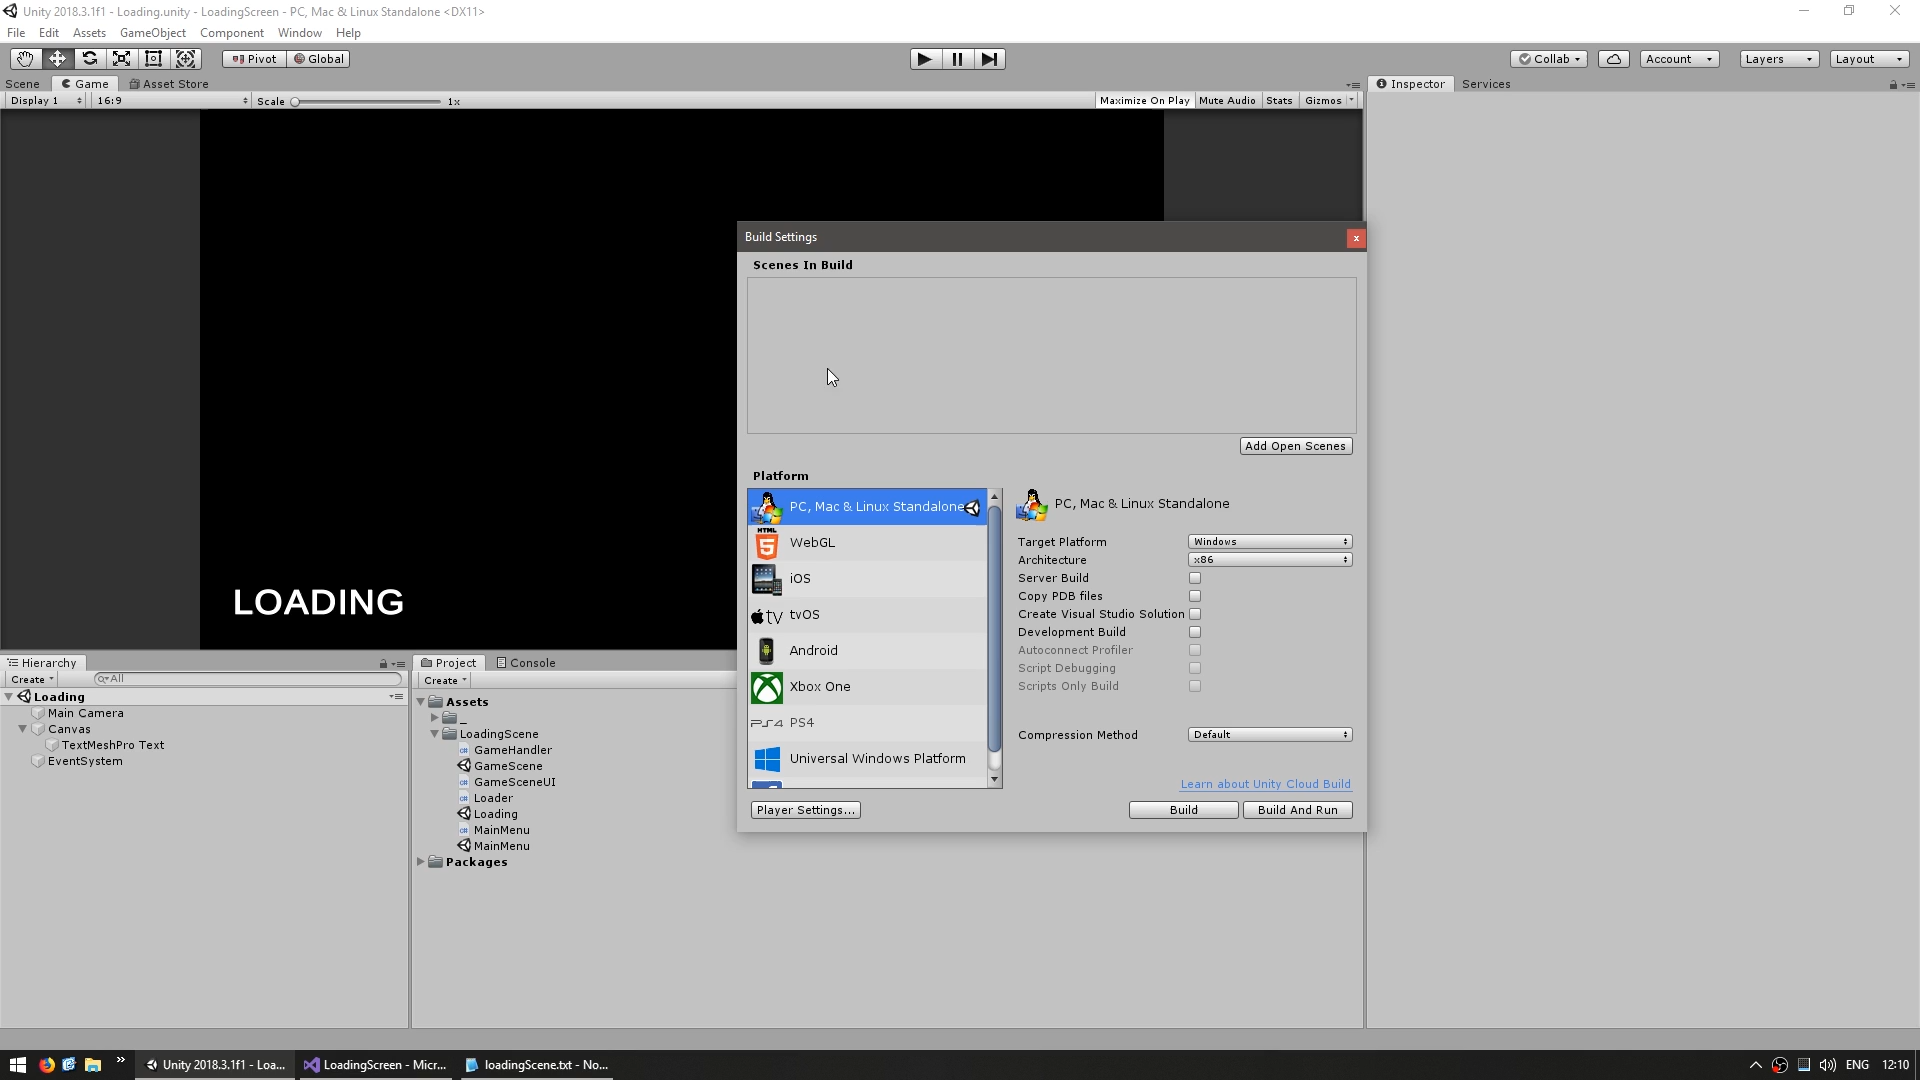 Unity 2018.3.1f1 - Loading.unity - LoadingScreen - PC, Mac & Linux Standalone <DX11>
File Edit Assets GameObject Component Window Help
Pivot Global Collab Account Layers Layout
Scene Game Asset Store Inspector Services
Display 1 16:9 Scale 1x Maximize On Play Mute Audio Stats Gizmos
LOADING
Build Settings
x
Scenes In Build
Add Open Scenes
Platform
PC, Mac & Linux Standalone
HTML 5 WebGL
iOS
tv tvOS
Android
Xbox One
PS4 PS4
Universal Windows Platform
PC, Mac & Linux Standalone
Target Platform Windows
Architecture x86
Server Build
Copy PDB files
Create Visual Studio Solution
Development Build
Autoconnect Profiler
Script Debugging
Scripts Only Build
Compression Method Default
Learn about Unity Cloud Build
Player Settings... Build Build And Run
Hierarchy
Create All
Loading
Main Camera
Canvas
TextMeshPro Text
EventSystem
Project Console
Create
Assets
_
LoadingScene
C# GameHandler
GameScene
C# GameSceneUI
C# Loader
Loading
C# MainMenu
MainMenu
Packages
Unity 2018.3.1f1 - Loa... LoadingScreen - Micr... loadingScene.txt - No... ENG 12:10